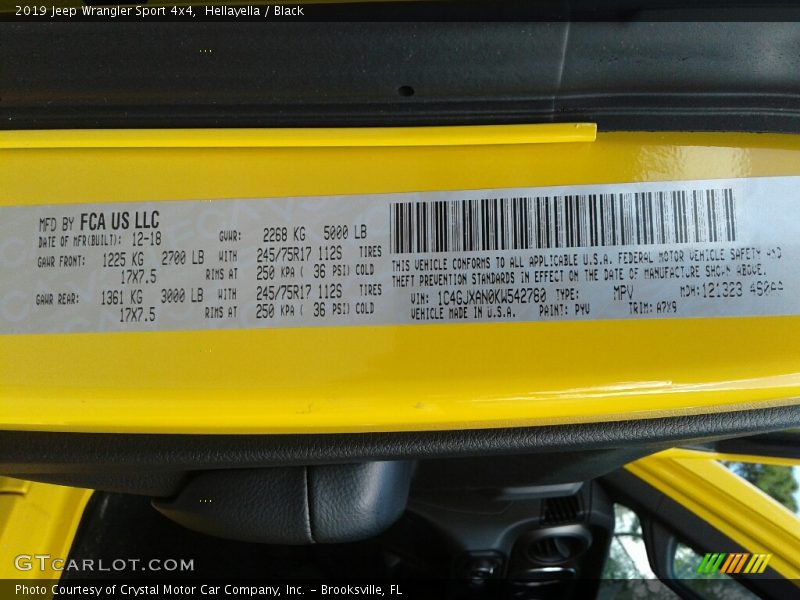 2019 Jeep Wrangler Sport 4x4,  Hellayella / Black
MFD BY FCA US LLC
DATE OF MFR(BUILT): 12-18 GVWR: 2268 KG 5000 LB
GAWR FRONT: 1225 KG 2700 LB WITH 245/75R17 112S TIRES
17X7.5 RIMS AT 250 KPA ( 36 PSI) COLD
GAWR REAR: 1361 KG 3000 LB WITH 245/75R17 112S TIRES
17X7.5 RIMS AT 250 KPA ( 36 PSI) COLD
THIS VEHICLE CONFORMS TO ALL APPLICABLE U.S.A. FEDERAL MOTOR VEHICLE SAFETY AND
THEFT PREVENTION STANDARDS IN EFFECT ON THE DATE OF MANUFACTURE SHOWN ABOVE.
VIN: 1C4GJXAN0KW542780 TYPE: MPV MDH: 121323
VEHICLE MADE IN U.S.A. PAINT: PYV TRIM: A7X9
GTCARLOT.COM
Photo Courtesy of Crystal Motor Car Company, Inc. – Brooksville, FL